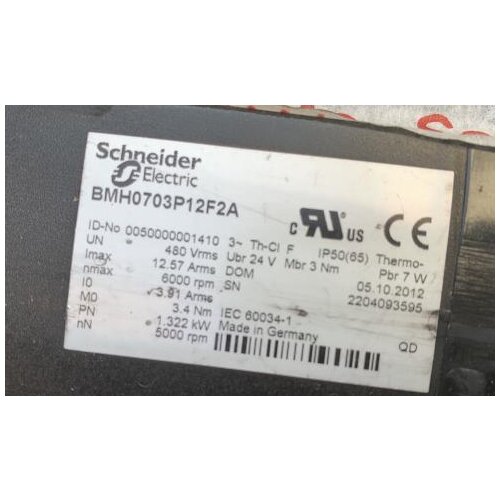 Schneider
Electric
BMH0703P12F2A
c RU US CE
ID-No 0050000001410 3~ Th-Cl F IP50(65) Thermo-
UN 480 Vrms Ubr 24 V Mbr 3 Nm Pbr 7 W
Imax 12.57 Arms DOM 05.10.2012
nmax 6000 rpm SN 2204093595
I0 3.91 Arms
M0 3.4 Nm IEC 60034-1
PN 1.322 kW Made in Germany
nN 5000 rpm QD